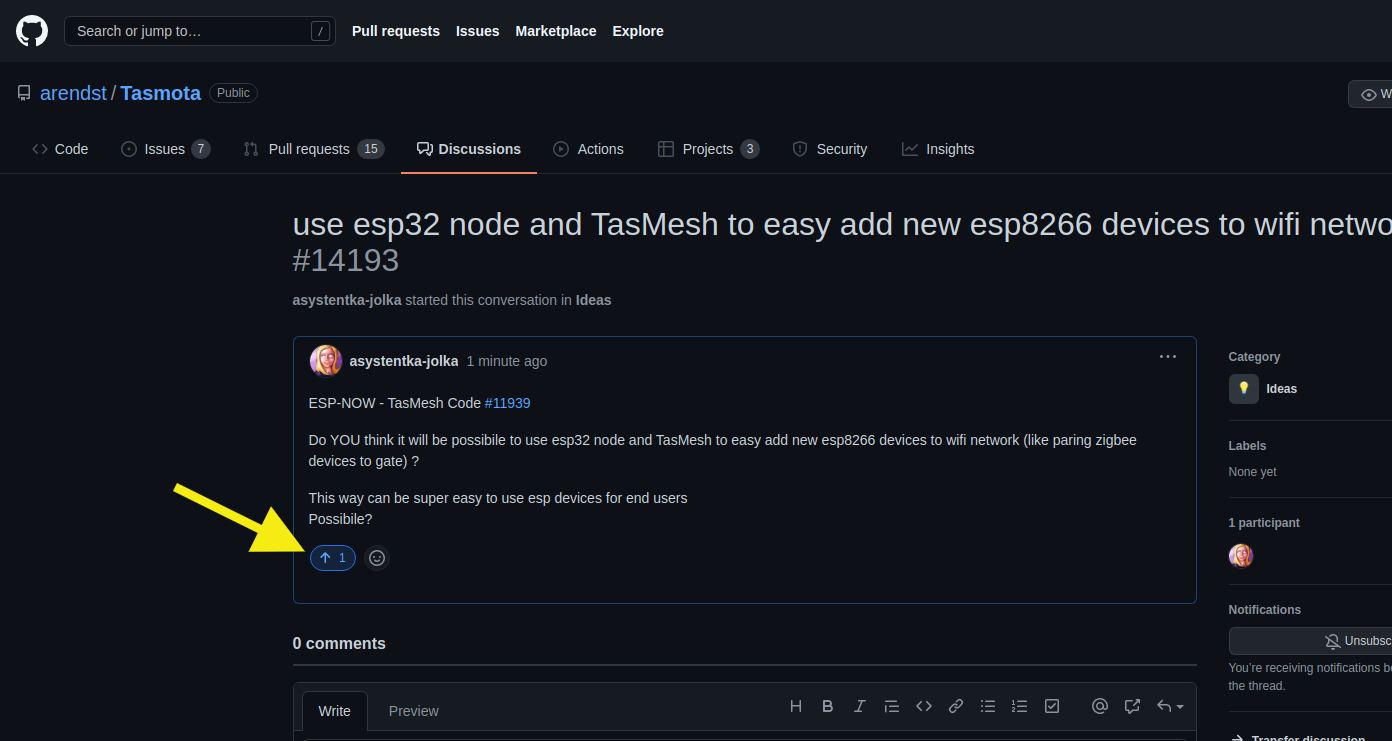 Search or jump to… /
Pull requests Issues Marketplace Explore
arendst / Tasmota Public
W
Code Issues 7 Pull requests 15 Discussions Actions Projects 3 Security Insights
use esp32 node and TasMesh to easy add new esp8266 devices to wifi netwo
#14193
asystentka-jolka started this conversation in Ideas
asystentka-jolka 1 minute ago
ESP-NOW - TasMesh Code #11939
Do YOU think it will be possibile to use esp32 node and TasMesh to easy add new esp8266 devices to wifi network (like paring zigbee
devices to gate) ?
This way can be super easy to use esp devices for end users
Possibile?
1
Category
Ideas
Labels
None yet
1 participant
Notifications
Unsubsc
You’re receiving notifications be
the thread.
Transfer discussion
0 comments
Write Preview